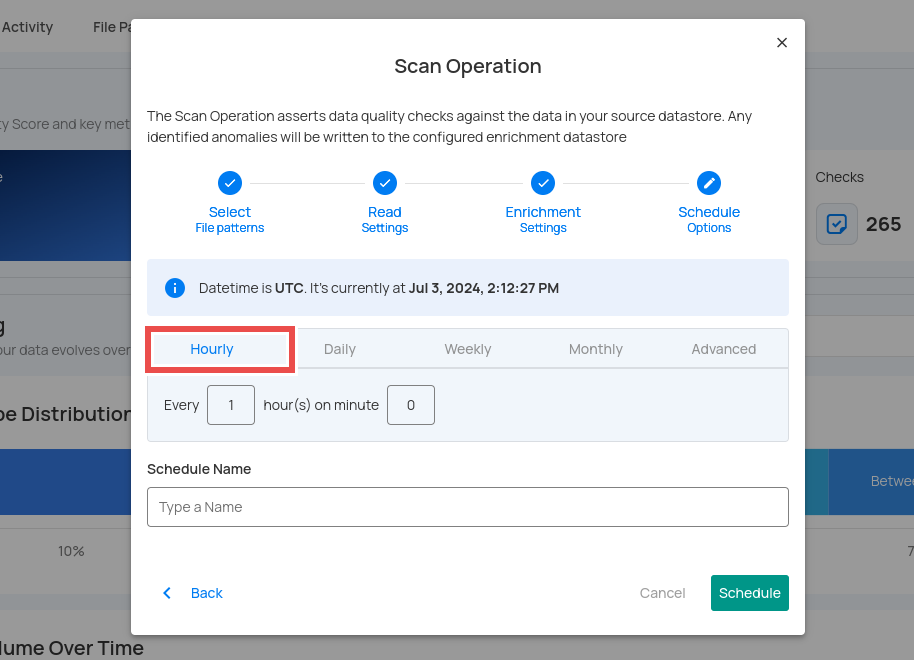 Activity
File Pa
Scan Operation
The Scan Operation asserts data quality checks against the data in your source datastore. Any
identified anomalies will be written to the configured enrichment datastore
ty Score and key met
e
Checks
265
Select
File patterns
Read
Settings
Enrichment
Settings
Schedule
Options
Datetime is UTC. It's currently at Jul 3, 2024, 2:12:27 PM
g
our data evolves over
Hourly
Daily
Weekly
Monthly
Advanced
Every 1 hour(s) on minute 0
pe Distribution
Schedule Name
Type a Name
Betwee
10%
7
Back
Cancel
Schedule
lume Over Time